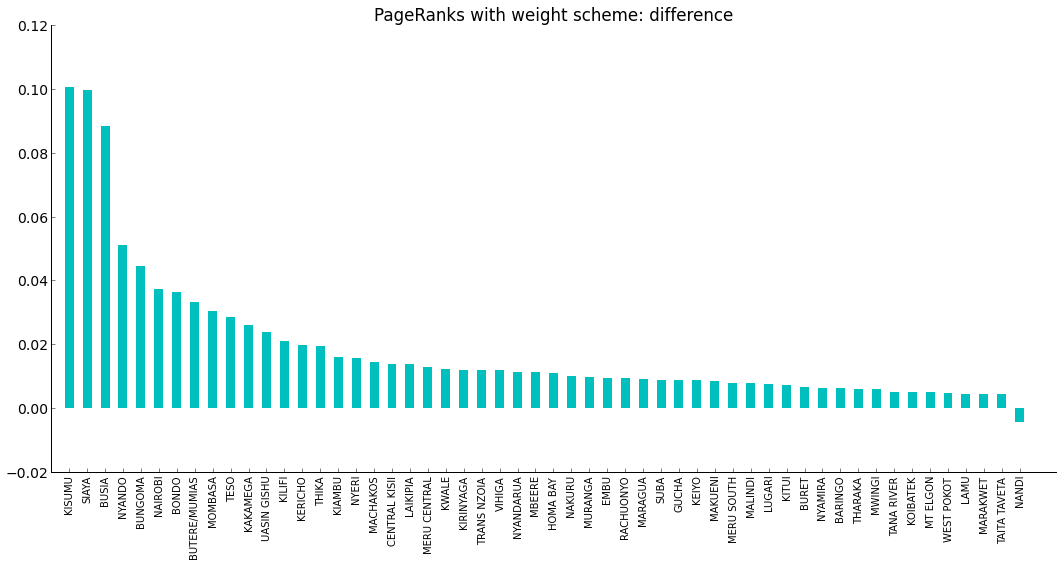 PageRanks with weight scheme: difference
0.12
0.10
0.08
0.06
0.04
0.02
0.00
−0.02
KISUMU
SIAYA
BUSIA
NYANDO
BUNGOMA
NAIROBI
BONDO
BUTERE/MUMIAS
MOMBASA
TESO
KAKAMEGA
UASIN GISHU
KILIFI
KERICHO
THIKA
KIAMBU
NYERI
MACHAKOS
CENTRAL KISII
LAIKIPIA
MERU CENTRAL
KWALE
KIRINYAGA
TRANS NZOIA
VIHIGA
NYANDARUA
MBEERE
HOMA BAY
NAKURU
MURANGA
EMBU
RACHUONYO
MARAGUA
SUBA
GUCHA
KEIYO
MAKUENI
MERU SOUTH
MALINDI
LUGARI
KITUI
BURET
NYAMIRA
BARINGO
THARAKA
MWINGI
TANA RIVER
KOIBATEK
MT ELGON
WEST POKOT
LAMU
MARAKWET
TAITA TAVETA
NANDI